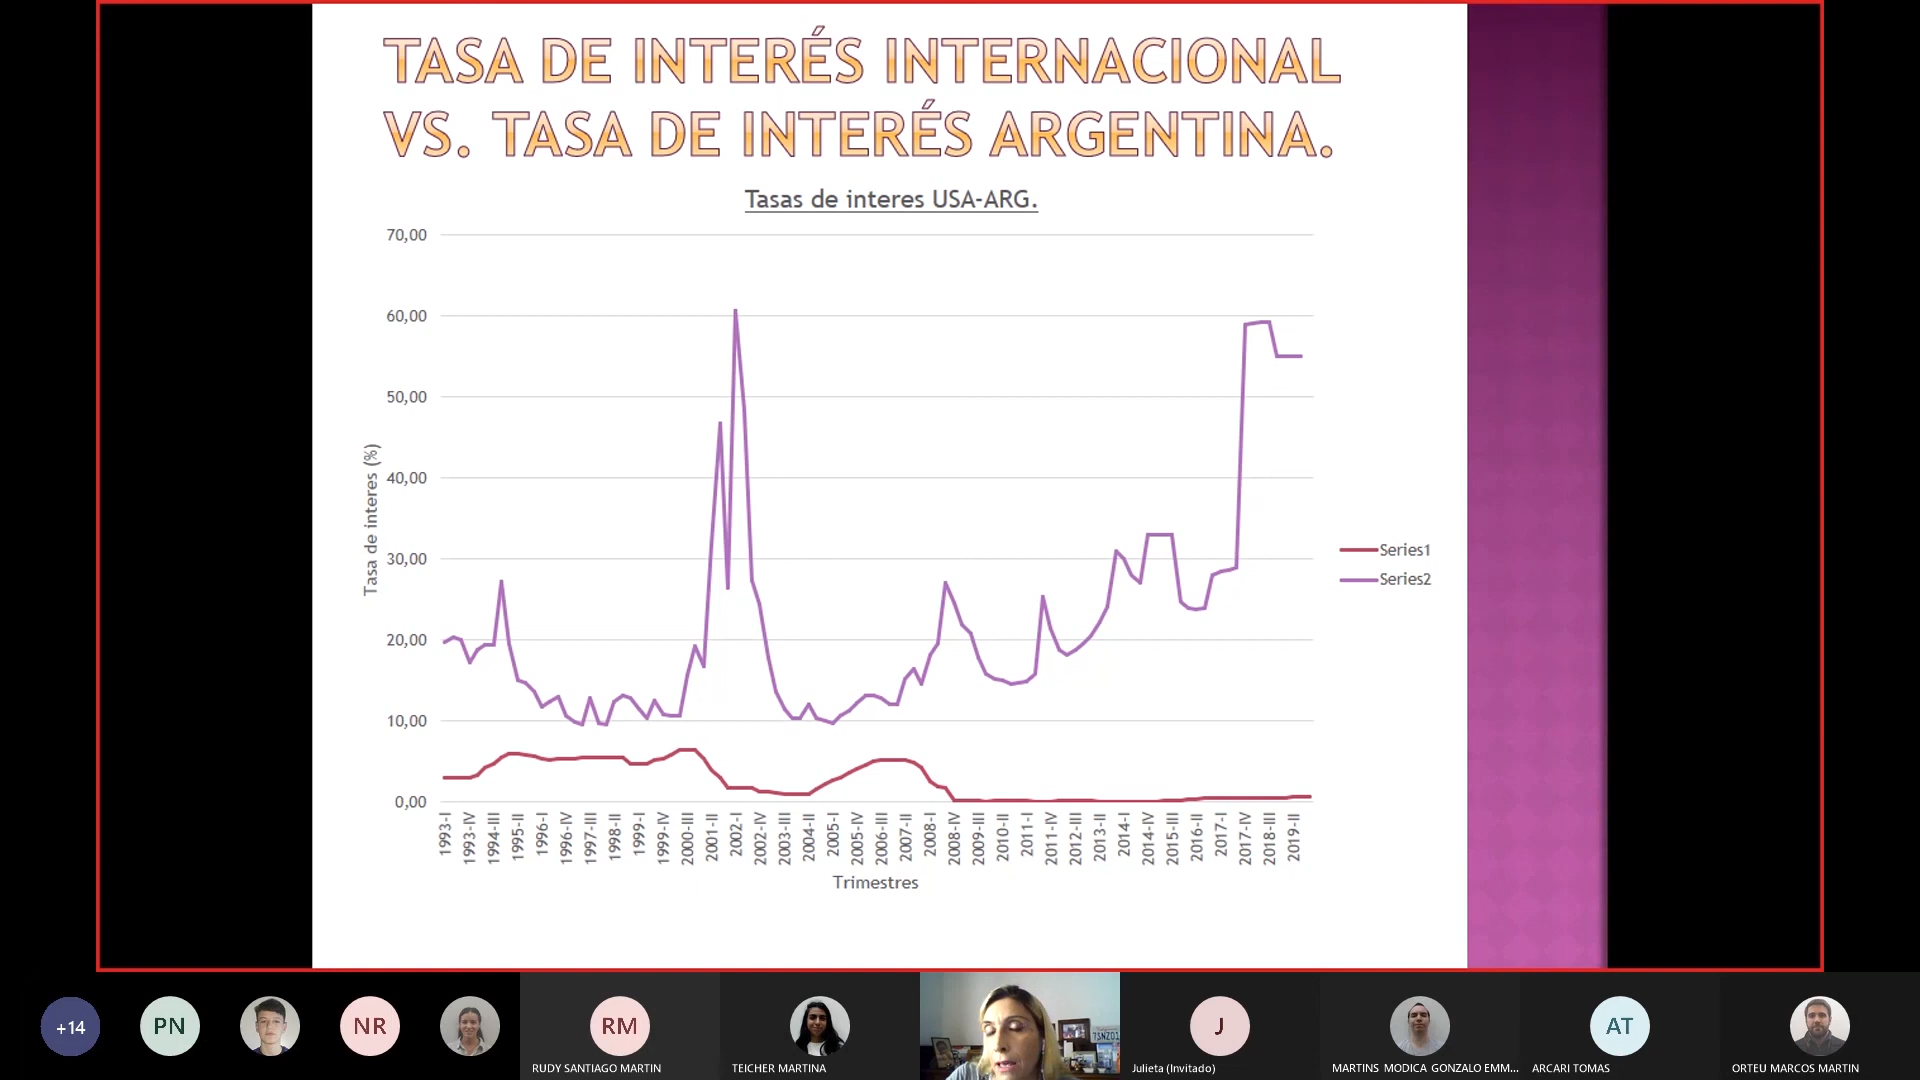 TASA DE INTERÉS INTERNACIONAL
VS. TASA DE INTERÉS ARGENTINA.
Tasas de interes USA-ARG.
70,00
60,00
50,00
40,00
30,00
20,00
10,00
0,00
Tasa de interes (%)
1993-I
1993-IV
1994-III
1995-II
1996-I
1996-IV
1997-III
1998-II
1999-I
1999-IV
2000-III
2001-II
2002-I
2002-IV
2003-III
2004-II
2005-I
2005-IV
2006-III
2007-II
2008-I
2008-IV
2009-III
2010-II
2011-I
2011-IV
2012-III
2013-II
2014-I
2014-IV
2015-III
2016-II
2017-I
2017-IV
2018-III
2019-II
Trimestres
Series1
Series2
+14
PN
NR
RM
RUDY SANTIAGO MARTIN
TEICHER MARTINA
J
Julieta (Invitado)
MARTINS MODICA GONZALO EMM...
AT
ARCARI TOMAS
ORTEU MARCOS MARTIN